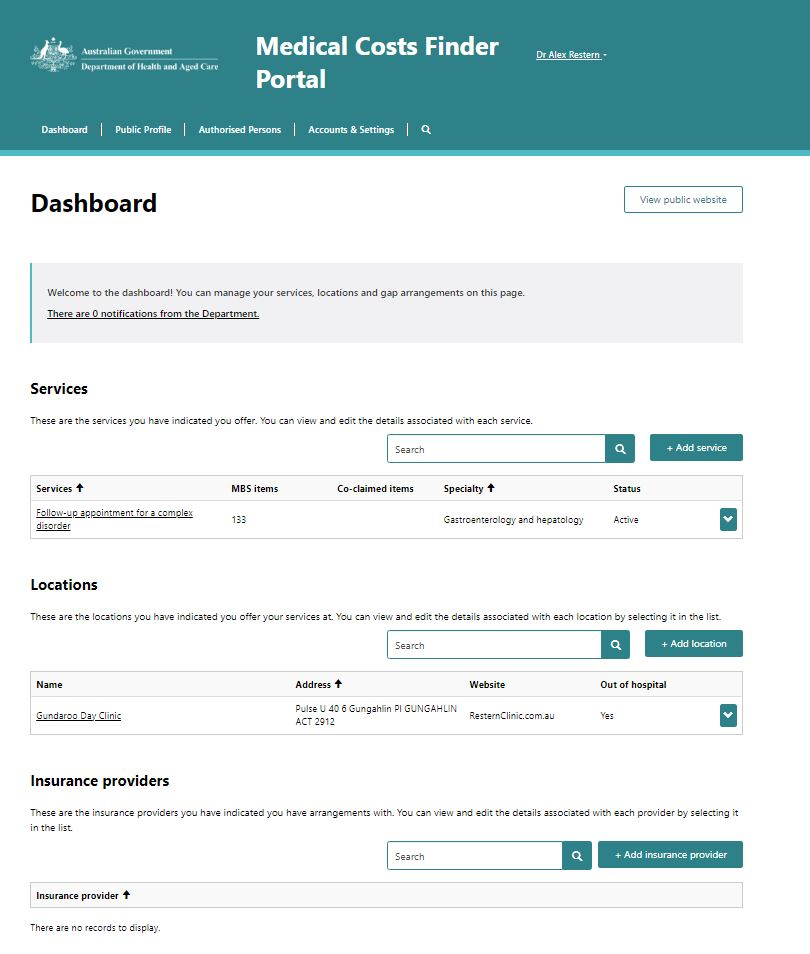 Australian Government
Department of Health and Aged Care
Medical Costs Finder
Portal
Dr Alex Restern
Dashboard
Public Profile
Authorised Persons
Accounts & Settings
Dashboard
View public website
Welcome to the dashboard! You can manage your services, locations and gap arrangements on this page.
There are 0 notifications from the Department.
Services
These are the services you have indicated you offer. You can view and edit the details associated with each service.
Search
+ Add service
Services MBS items Co-claimed items Specialty Status
Follow-up appointment for a complex
disorder
133
Gastroenterology and hepatology
Active
Locations
These are the locations you have indicated you offer your services at. You can view and edit the details associated with each location by selecting it in the list.
Search
+ Add location
Name Address Website Out of hospital
Gundaroo Day Clinic
Pulse U 40 6 Gungahlin Pl GUNGAHLIN
ACT 2912
ResternClinic.com.au
Yes
Insurance providers
These are the insurance providers you have indicated you have arrangements with. You can view and edit the details associated with each provider by selecting it
in the list.
Search
+ Add insurance provider
Insurance provider
There are no records to display.